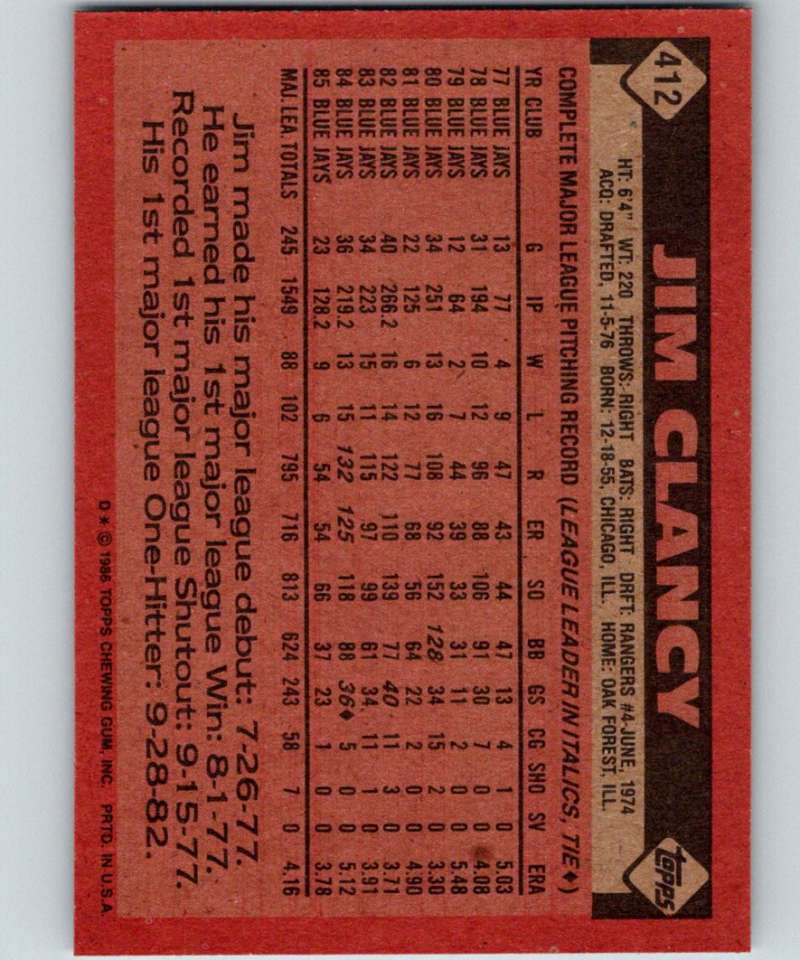 412
JIM CLANCY
topps
HT: 6'4" WT: 220 THROWS: RIGHT BATS: RIGHT DRFT: RANGERS #4-JUNE, 1974
ACQ: DRAFTED, 11-5-76 BORN: 12-18-55, CHICAGO, ILL. HOME: OAK FOREST, ILL.
COMPLETE MAJOR LEAGUE PITCHING RECORD (LEAGUE LEADER IN ITALICS, TIE♦)
YR CLUB G IP W L R ER SO BB GS CG SHO SV ERA
77 BLUE JAYS 13 77 4 9 47 43 44 47 13 4 1 0 5.03
78 BLUE JAYS 31 194 10 12 96 88 106 91 30 7 0 0 4.08
79 BLUE JAYS 12 64 2 7 44 39 33 31 11 2 0 0 5.48
80 BLUE JAYS 34 251 13 16 108 92 152 128 34 15 2 0 3.30
81 BLUE JAYS 22 125 6 12 77 68 56 64 22 2 0 0 4.90
82 BLUE JAYS 40 266.2 16 14 122 110 139 77 40 11 3 0 3.71
83 BLUE JAYS 34 223 15 11 115 97 99 61 34 11 1 0 3.91
84 BLUE JAYS 36 219.2 13 15 132 125 118 88 36♦ 5 0 0 5.12
85 BLUE JAYS 23 128.2 9 6 54 54 66 37 23 1 0 0 3.78
MAJ. LEA. TOTALS 245 1549 88 102 795 716 813 624 243 58 7 0 4.16
Jim made his major league debut: 7-26-77.
He earned his 1st major league Win: 8-1-77.
Recorded 1st major league Shutout: 9-15-77.
His 1st major league One-Hitter: 9-28-82.
D* © 1986 TOPPS CHEWING GUM, INC. PRTD. IN U.S.A.